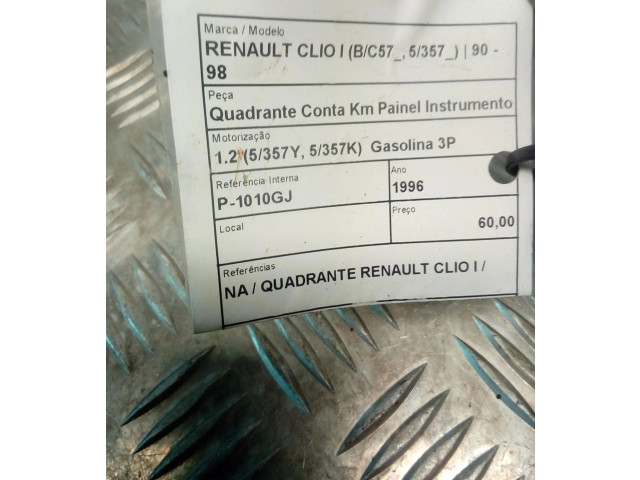 Marca / Modelo
RENAULT CLIO I (B/C57_, 5/357_) | 90 -
98
Peça
Quadrante Conta Km Painel Instrumento
Motorização
1.2 (5/357Y, 5/357K) Gasolina 3P
Referência Interna
P-1010GJ
Ano
1996
Local
Preço
60,00
Referências
NA / QUADRANTE RENAULT CLIO I /